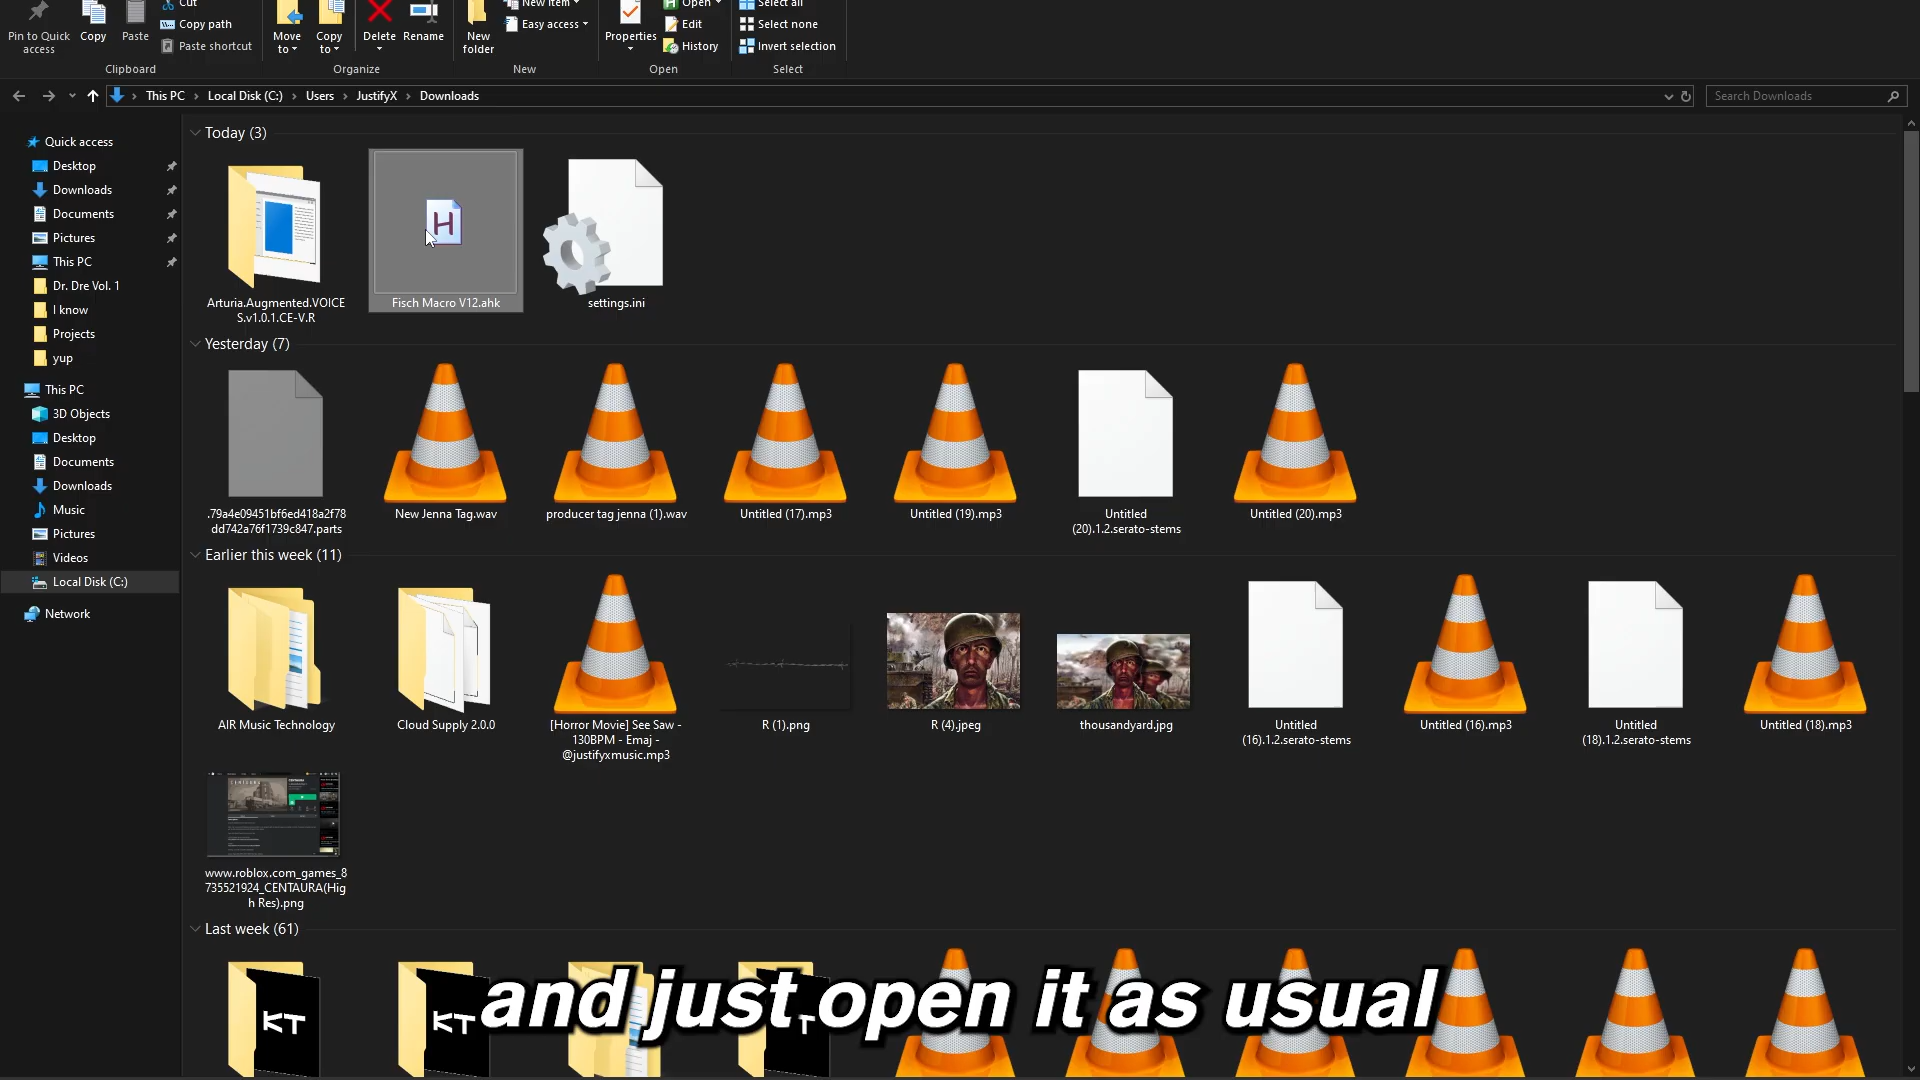 Cut
New item
Open
Select all
Pin to Quick
access
Copy
Paste
Copy path
Paste shortcut
Move
to
Copy
to
Delete
Rename
New
folder
Easy access
Properties
Edit
History
Select none
Invert selection
Clipboard
Organize
New
Open
Select
This PC
Local Disk (C:)
Users
JustifyX
Downloads
Search Downloads
Quick access
Desktop
Downloads
Documents
Pictures
This PC
Dr. Dre Vol. 1
I know
Projects
yup
This PC
3D Objects
Desktop
Documents
Downloads
Music
Pictures
Videos
Local Disk (C:)
Network
Today (3)
H
Arturia.Augmented.VOICE
S.v1.0.1.CE-V.R
Fisch Macro V12.ahk
settings.ini
Yesterday (7)
.79a4e09451bf6ed418a2f78
dd742a76f1739c847.parts
New Jenna Tag.wav
producer tag jenna (1).wav
Untitled (17).mp3
Untitled (19).mp3
Untitled
(20).1.2.serato-stems
Untitled (20).mp3
Earlier this week (11)
AIR Music Technology
Cloud Supply 2.0.0
[Horror Movie] See Saw -
130BPM - Emaj -
@justifyxmusic.mp3
R (1).png
R (4).jpeg
thousandyard.jpg
Untitled
(16).1.2.serato-stems
Untitled (16).mp3
Untitled
(18).1.2.serato-stems
Untitled (18).mp3
CENTAURA
www.roblox.com_games_8
735521924_CENTAURA(Hig
h Res).png
Last week (61)
KT
KT
and just open it as usual